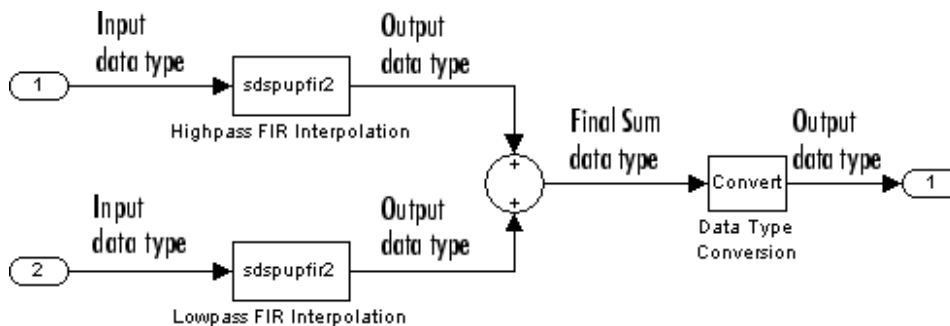 Input
data type
Output
data type
1
sdspupfir2
Highpass FIR Interpolation
+
+
Final Sum
data type
Output
data type
Convert
1
Data Type
Conversion
Input
data type
Output
data type
2
sdspupfir2
Lowpass FIR Interpolation